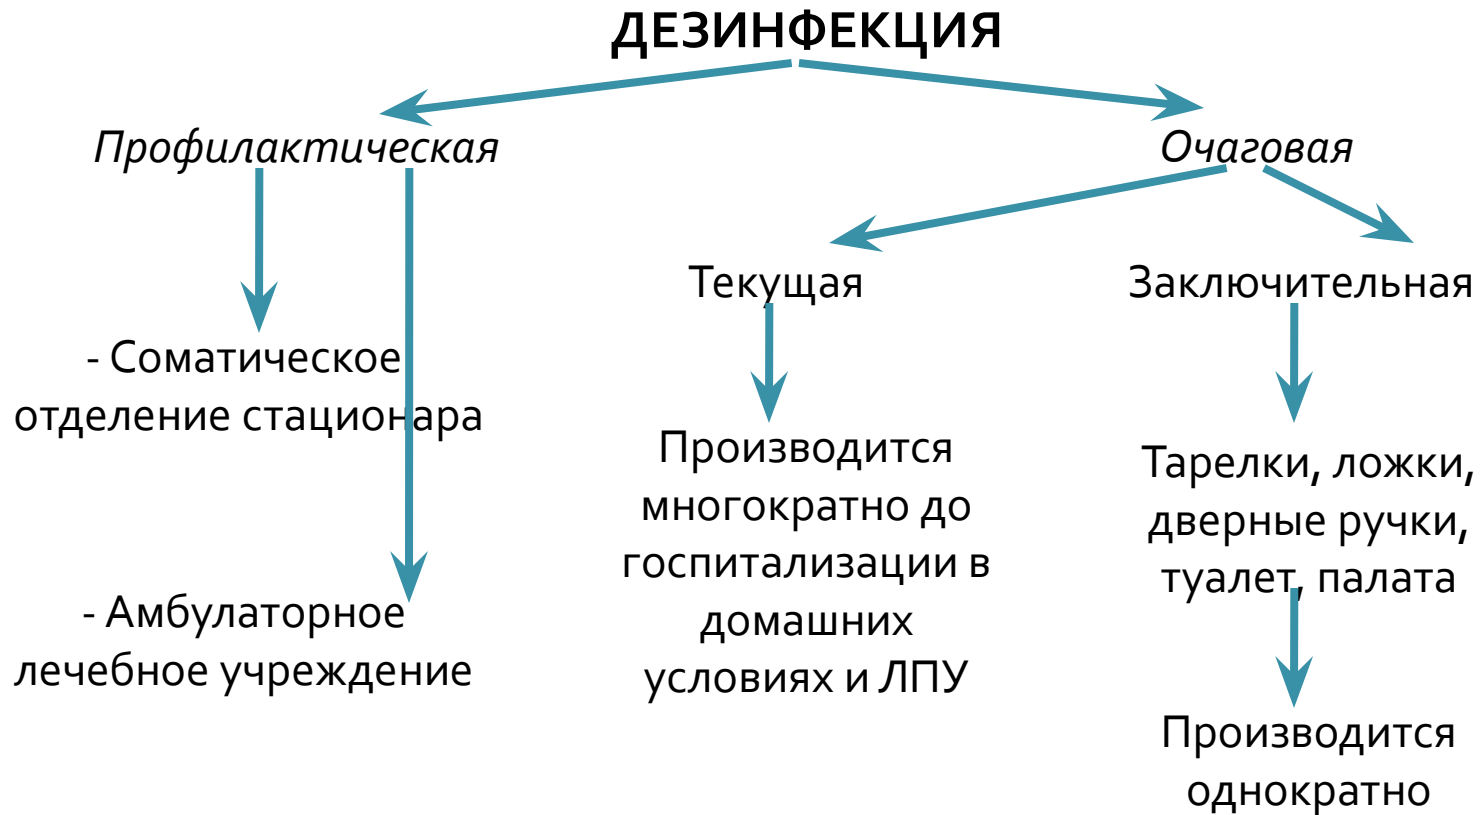 ДЕЗИНФЕКЦИЯ
Профилактическая
Очаговая
- Соматическое
отделение стационара
- Амбулаторное
лечебное учреждение
Текущая
Производится
многократно до
госпитализации в
домашних
условиях и ЛПУ
Заключительная
Тарелки, ложки,
дверные ручки,
туалет, палата
Производится
однократно